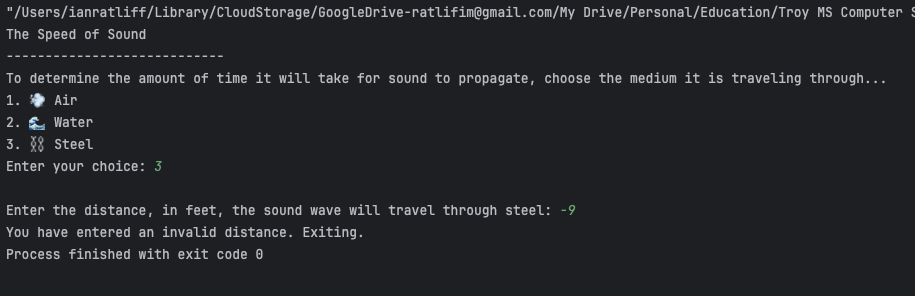 "/Users/ianratliff/Library/CloudStorage/GoogleDrive-ratlifim@gmail.com/My Drive/Personal/Education/Troy MS Computer S
The Speed of Sound
----------------------------
To determine the amount of time it will take for sound to propagate, choose the medium it is traveling through...
1. 💨 Air
2. 🌊 Water
3. ⛓ Steel
Enter your choice: 3
Enter the distance, in feet, the sound wave will travel through steel: -9
You have entered an invalid distance. Exiting.
Process finished with exit code 0